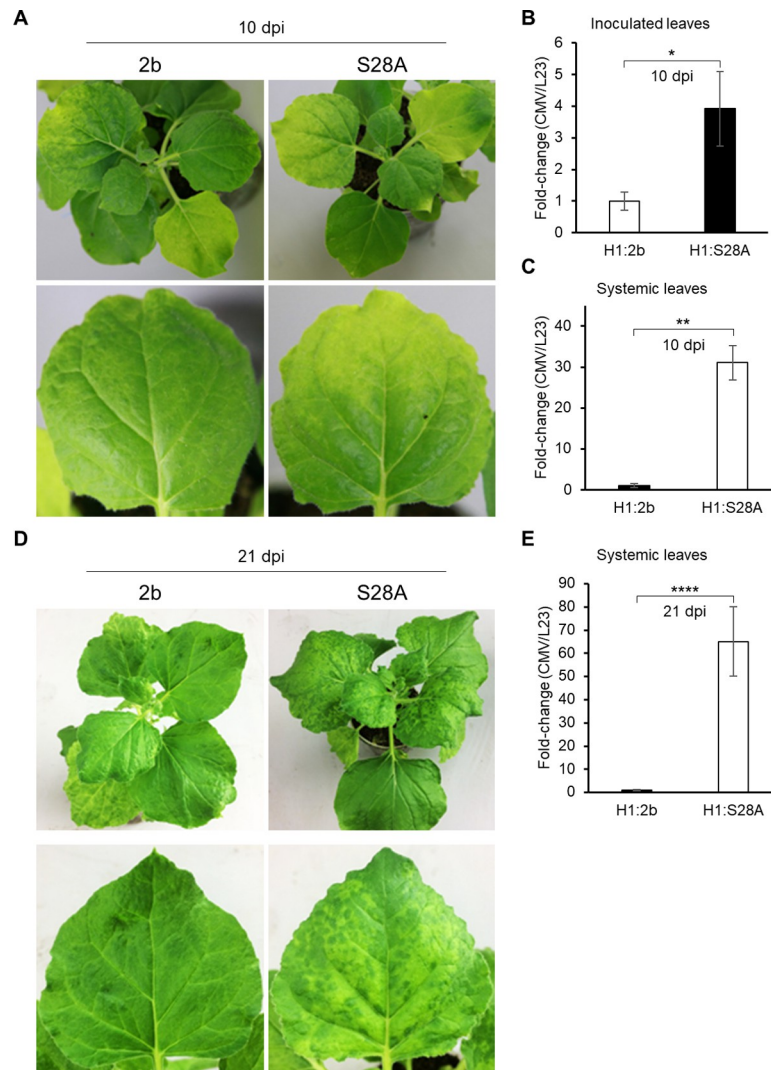 A
10 dpi
2b
S28A
B
Inoculated leaves
Fold-change (CMV/L23)
6
5
4
3
2
1
0
*
10 dpi
H1:2b
H1:S28A
C
Systemic leaves
Fold-change (CMV/L23)
40
30
20
10
0
**
10 dpi
H1:2b
H1:S28A
D
21 dpi
2b
S28A
E
Systemic leaves
Fold-change (CMV/L23)
90
80
70
60
50
40
30
20
10
0
****
21 dpi
H1:2b
H1:S28A